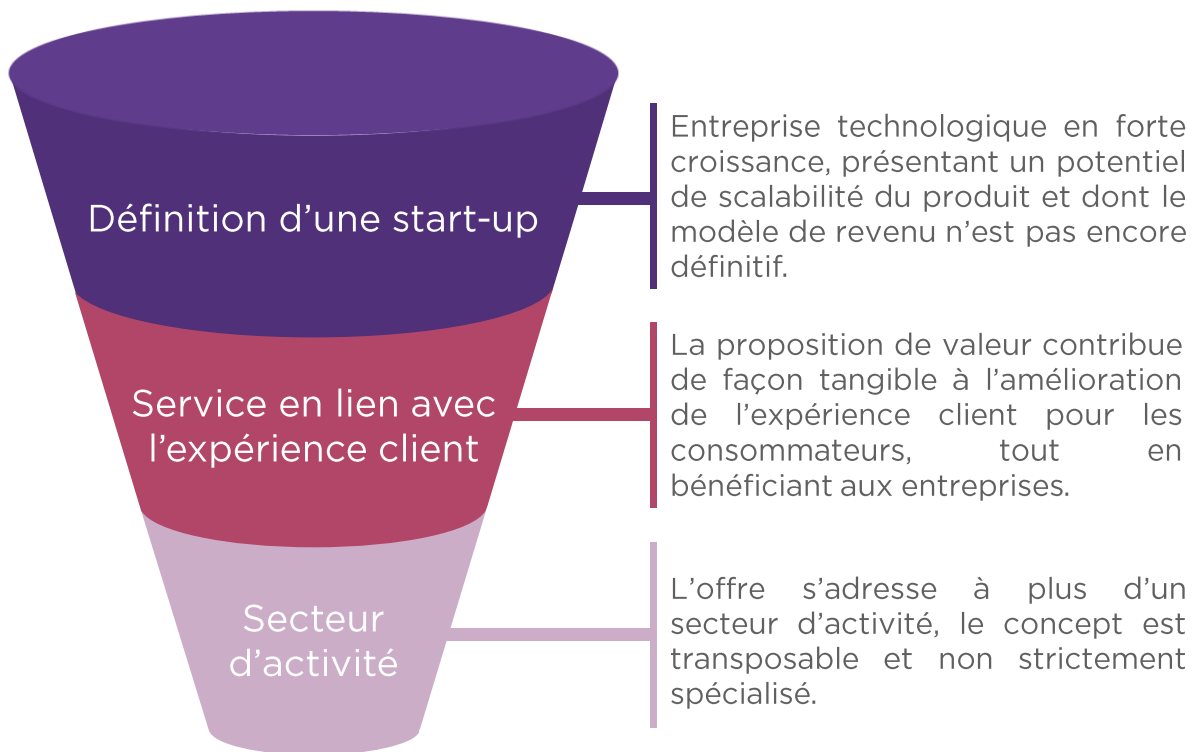 Définition d’une start-up
Entreprise technologique en forte
croissance, présentant un potentiel
de scalabilité du produit et dont le
modèle de revenu n’est pas encore
définitif.
Service en lien avec
l’expérience client
La proposition de valeur contribue
de façon tangible à l’amélioration
de l’expérience client pour les
consommateurs, tout en
bénéficiant aux entreprises.
Secteur
d’activité
L’offre s’adresse à plus d’un
secteur d’activité, le concept est
transposable et non strictement
spécialisé.